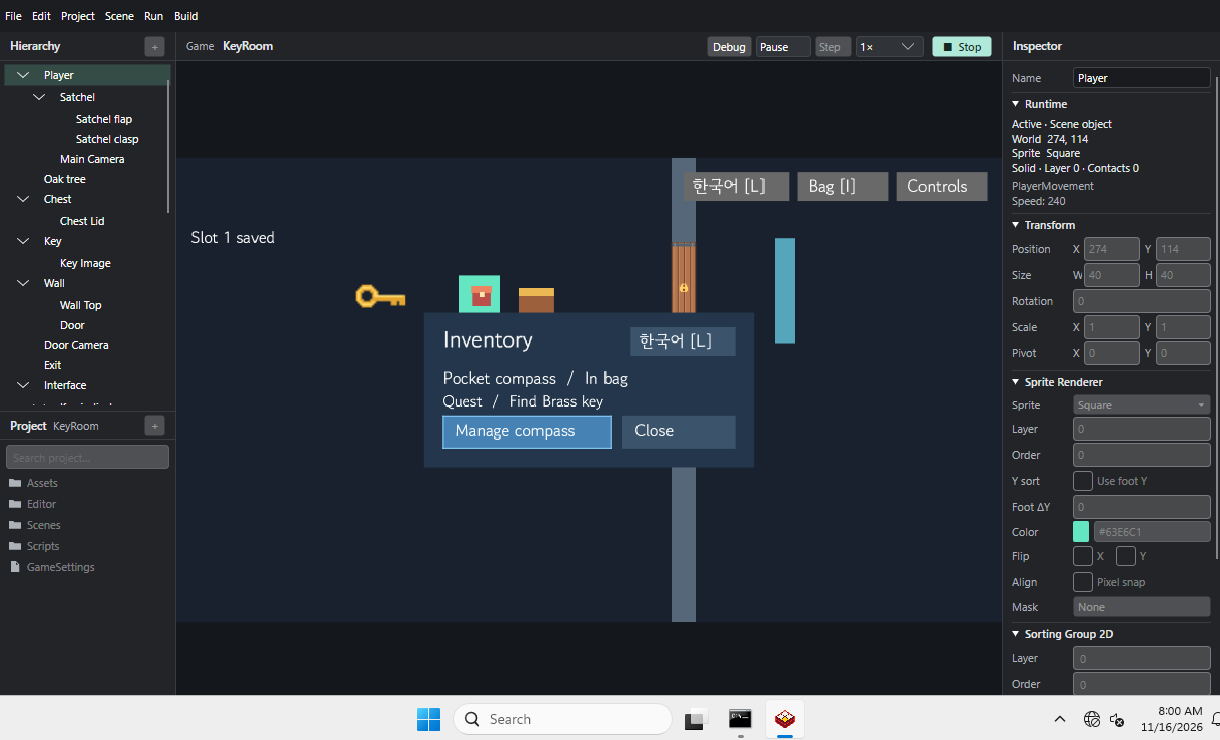 File Edit Project Scene Run Build
Hierarchy +
Game KeyRoom Debug Pause Step 1× Stop
Inspector
Player
Satchel
Satchel flap
Satchel clasp
Main Camera
Oak tree
Chest
Chest Lid
Key
Key Image
Wall
Wall Top
Door
Door Camera
Exit
Interface
Project KeyRoom +
Search project...
Assets
Editor
Scenes
Scripts
GameSettings
한국어 [L] Bag [I] Controls
Slot 1 saved
Inventory 한국어 [L]
Pocket compass / In bag
Quest / Find Brass key
Manage compass Close
Name Player
Runtime
Active · Scene object
World 274, 114
Sprite Square
Solid · Layer 0 · Contacts 0
PlayerMovement
Speed: 240
Transform
Position X 274 Y 114
Size W 40 H 40
Rotation 0
Scale X 1 Y 1
Pivot X 0 Y 0
Sprite Renderer
Sprite Square
Layer 0
Order 0
Y sort Use foot Y
Foot ΔY 0
Color #63E6C1
Flip X Y
Align Pixel snap
Mask None
Sorting Group 2D
Layer 0
Order 0
Search
8:00 AM
11/16/2026